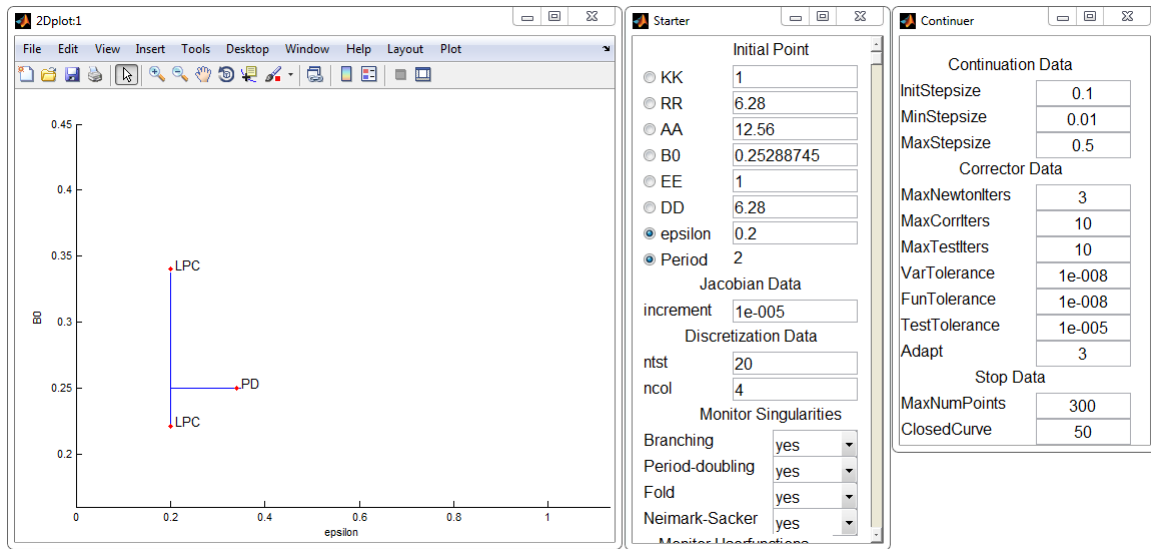 2Dplot:1
File Edit View Insert Tools Desktop Window Help Layout Plot
0.45
0.4
0.35
0.3
0.25
0.2
B0
LPC
PD
LPC
0 0.2 0.4 0.6 0.8 1
epsilon
Starter
Initial Point
KK 1
RR 6.28
AA 12.56
B0 0.25288745
EE 1
DD 6.28
epsilon 0.2
Period 2
Jacobian Data
increment 1e-005
Discretization Data
ntst 20
ncol 4
Monitor Singularities
Branching yes
Period-doubling yes
Fold yes
Neimark-Sacker yes
Monitor Userfunctions
Continuer
Continuation Data
InitStepsize 0.1
MinStepsize 0.01
MaxStepsize 0.5
Corrector Data
MaxNewtonIters 3
MaxCorrIters 10
MaxTestIters 10
VarTolerance 1e-008
FunTolerance 1e-008
TestTolerance 1e-005
Adapt 3
Stop Data
MaxNumPoints 300
ClosedCurve 50